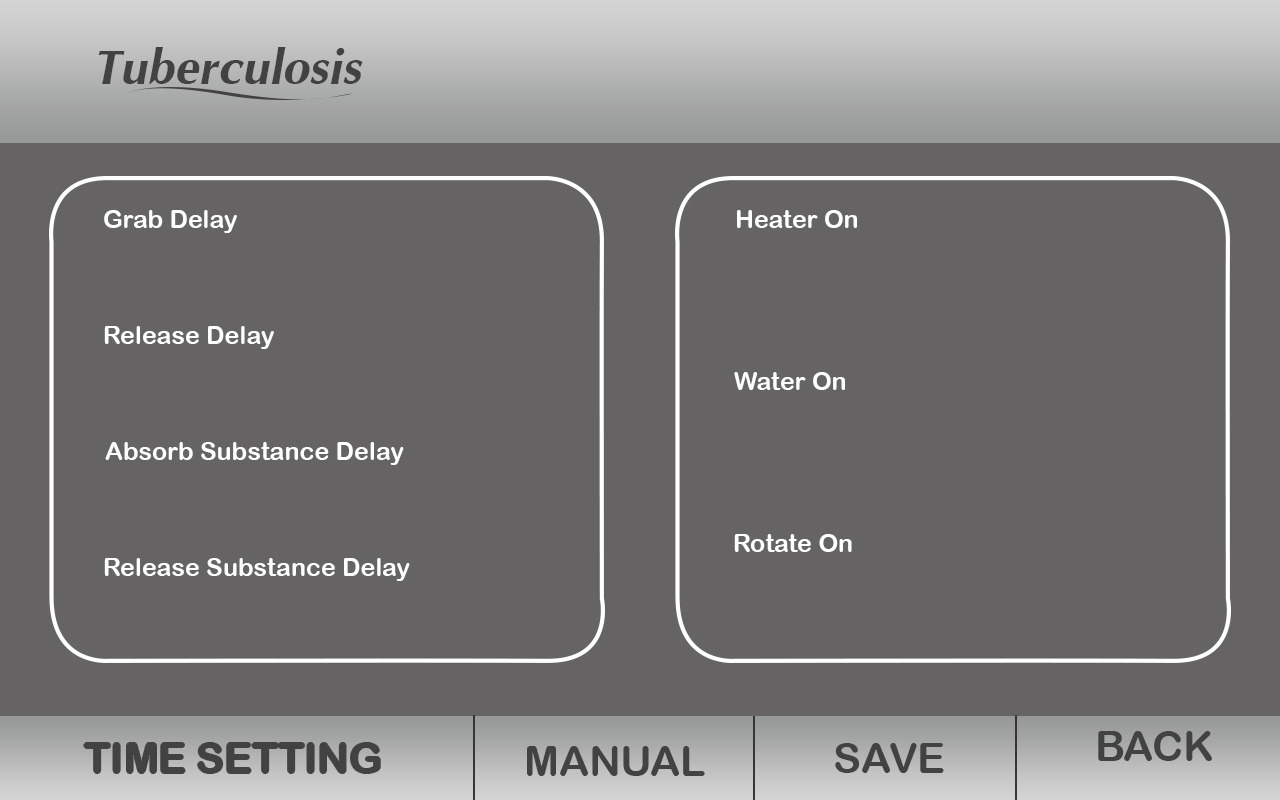 Tuberculosis
Grab Delay
Release Delay
Absorb Substance Delay
Release Substance Delay
Heater On
Water On
Rotate On
TIME SETTING
MANUAL
SAVE
BACK